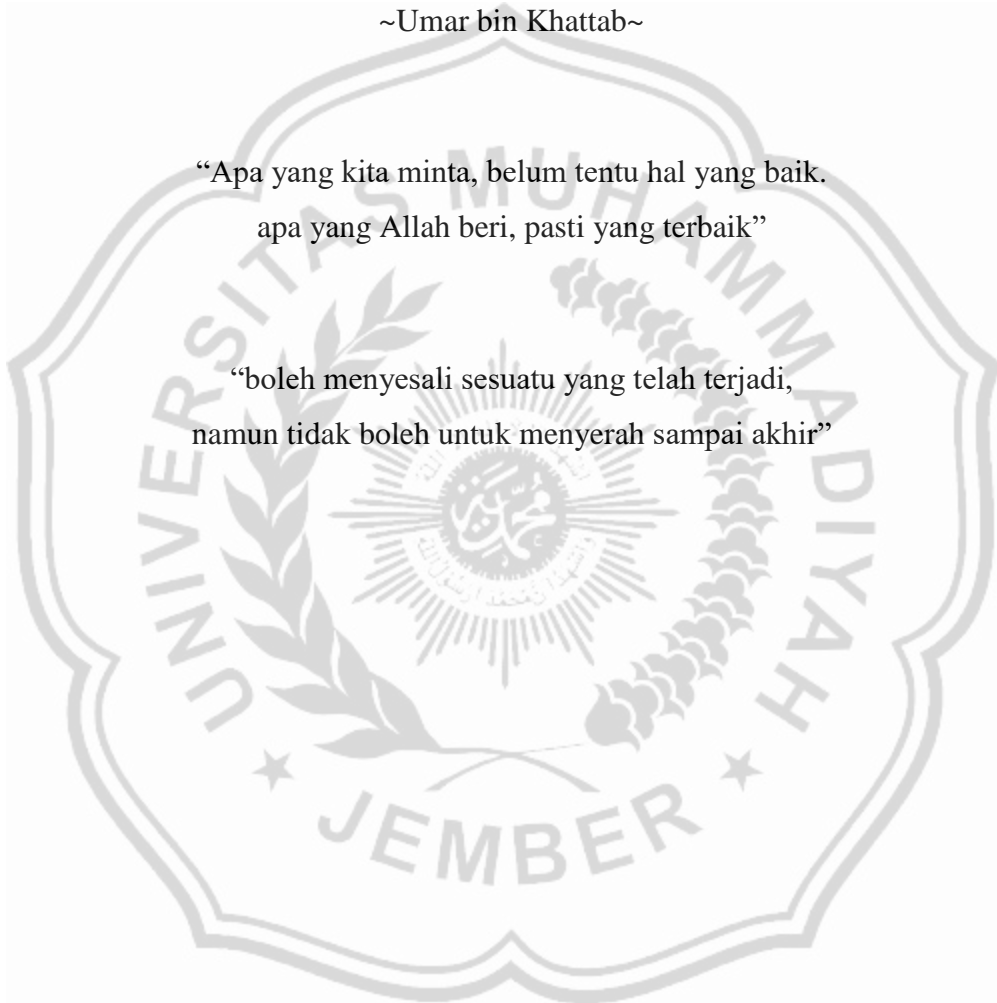 ~Umar bin Khattab~
“Apa yang kita minta, belum tentu hal yang baik.
apa yang Allah beri, pasti yang terbaik”
“boleh menyesali sesuatu yang telah terjadi,
namun tidak boleh untuk menyerah sampai akhir”
UNIVERSITAS MUHAMMADIYAH
JEMBER